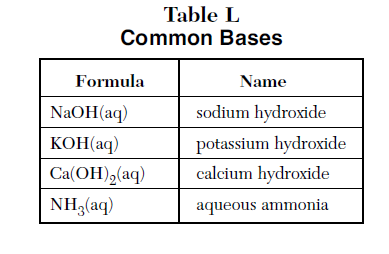 Table L
Common Bases
Formula Name
NaOH(aq) sodium hydroxide
KOH(aq) potassium hydroxide
Ca(OH)₂(aq) calcium hydroxide
NH₃(aq) aqueous ammonia